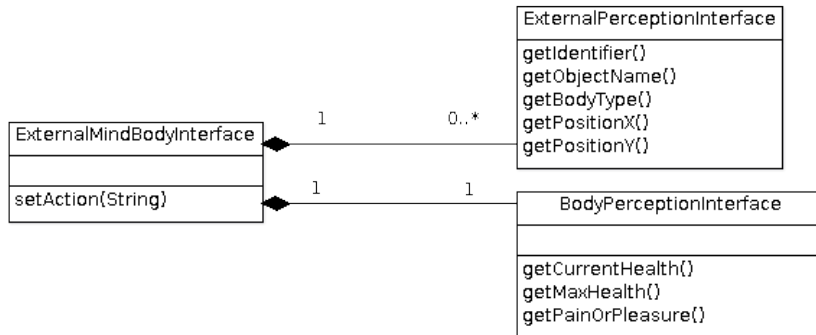 ExternalPerceptionInterface
getIdentifier()
getObjectName()
getBodyType()
getPositionX()
getPositionY()
1
0..*
ExternalMindBodyInterface
setAction(String)
1
1
BodyPerceptionInterface
getCurrentHealth()
getMaxHealth()
getPainOrPleasure()